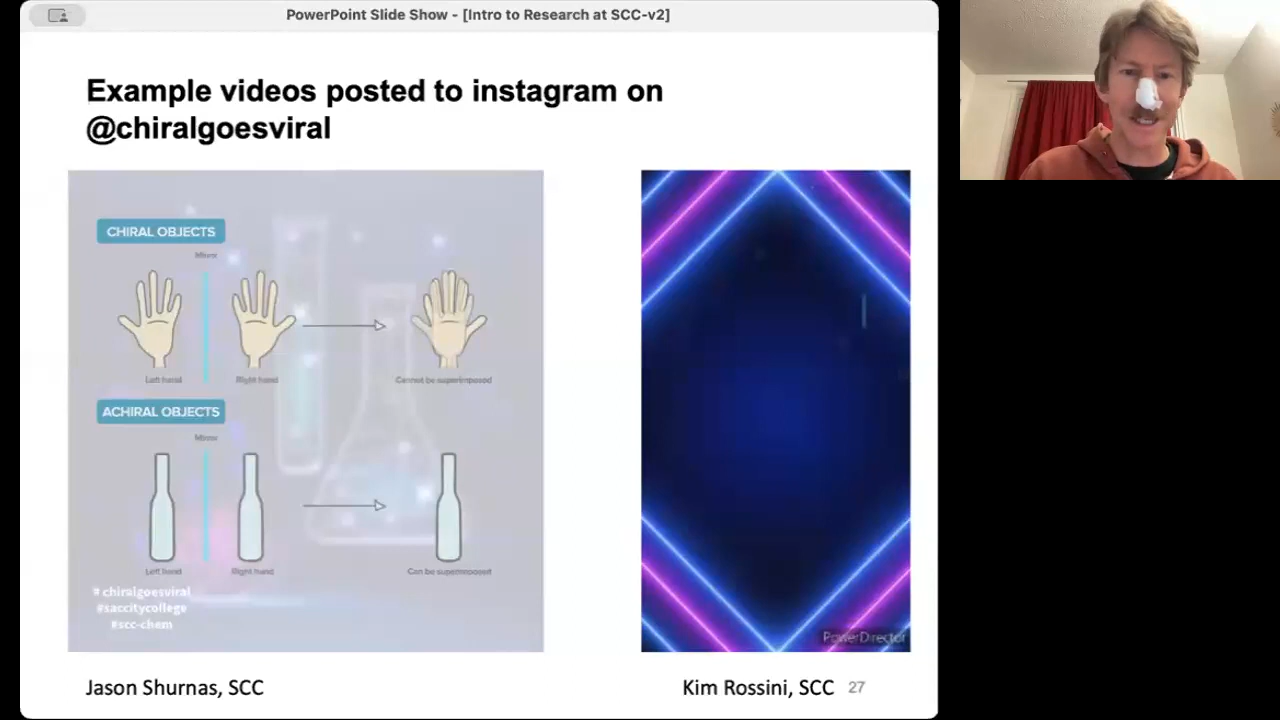 PowerPoint Slide Show - [Intro to Research at SCC-v2]
Example videos posted to instagram on
@chiralgoesviral
CHIRAL OBJECTS
Mirror
Left hand
Right hand
Cannot be superimposed
ACHIRAL OBJECTS
Mirror
Left hand
Right hand
Can be superimposed
# chiralgoesviral
#saccitycollege
#scc-chem
PowerDirector
Jason Shurnas, SCC
Kim Rossini, SCC
27